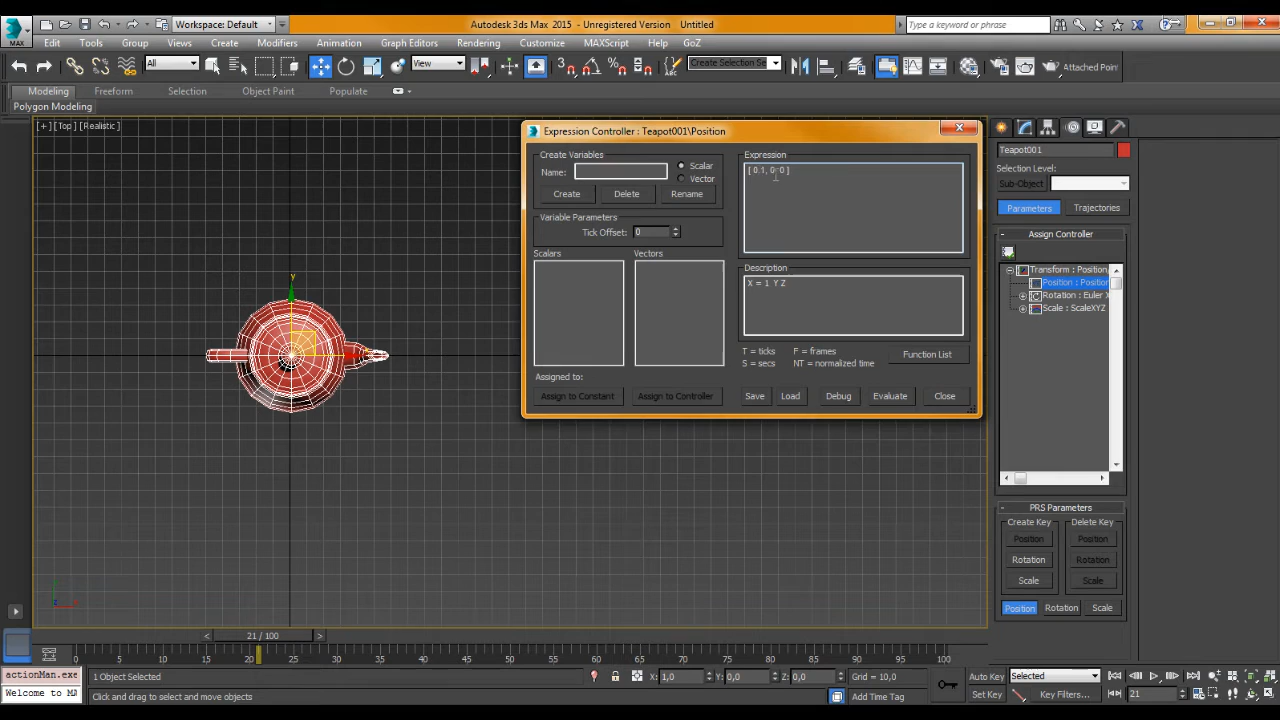 Workspace: Default
Autodesk 3ds Max 2015 - Unregistered Version   Untitled
Type a keyword or phrase
MAX
Edit Tools Group Views Create Modifiers Animation Graph Editors Rendering Customize MAXScript Help GoZ
All
View
Create Selection Se
Attached Point
Modeling Freeform Selection Object Paint Populate
Polygon Modeling
[ + ] [Top ] [Realistic ]
Expression Controller : Teapot001\Position
Create Variables
Name:
Scalar
Vector
Create Delete Rename
Variable Parameters
Tick Offset: 0
Scalars Vectors
Assigned to:
Assign to Constant Assign to Controller
Expression
[ 0.1, 0, 0 ]
Description
X = 1 Y Z
T = ticks F = frames
S = secs NT = normalized time
Function List
Save Load Debug Evaluate Close
y
Teapot001
Selection Level:
Sub-Object
Parameters Trajectories
- Assign Controller
Transform : Position
Position : Position
Rotation : Euler X
Scale : ScaleXYZ
- PRS Parameters
Create Key Delete Key
Position Position
Rotation Rotation
Scale Scale
Position Rotation Scale
< 21 / 100 >
0 5 10 15 20 25 30 35 40 45 50 55 60 65 70 75 80 85 90 95 100
actionMan.exe
Welcome to MA
1 Object Selected
Click and drag to select and move objects
X: 1,0 Y: 0,0 Z: 0,0 Grid = 10,0
Add Time Tag
Auto Key Selected
Set Key Key Filters...
21